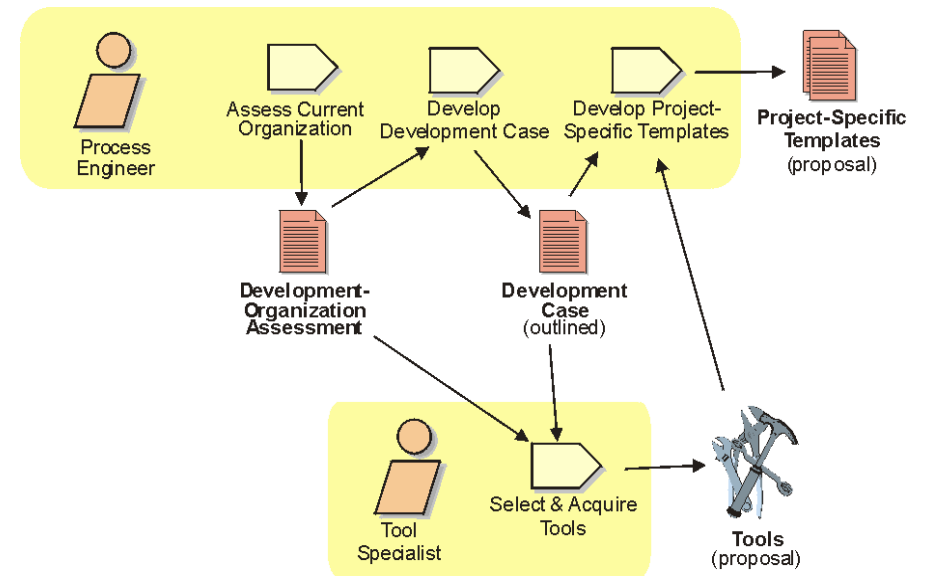 Process
Engineer
Assess Current
Organization
Develop
Development Case
Develop Project-
Specific Templates
Project-Specific
Templates
(proposal)
Development-
Organization
Assessment
Development
Case
(outlined)
Tool
Specialist
Select & Acquire
Tools
Tools
(proposal)